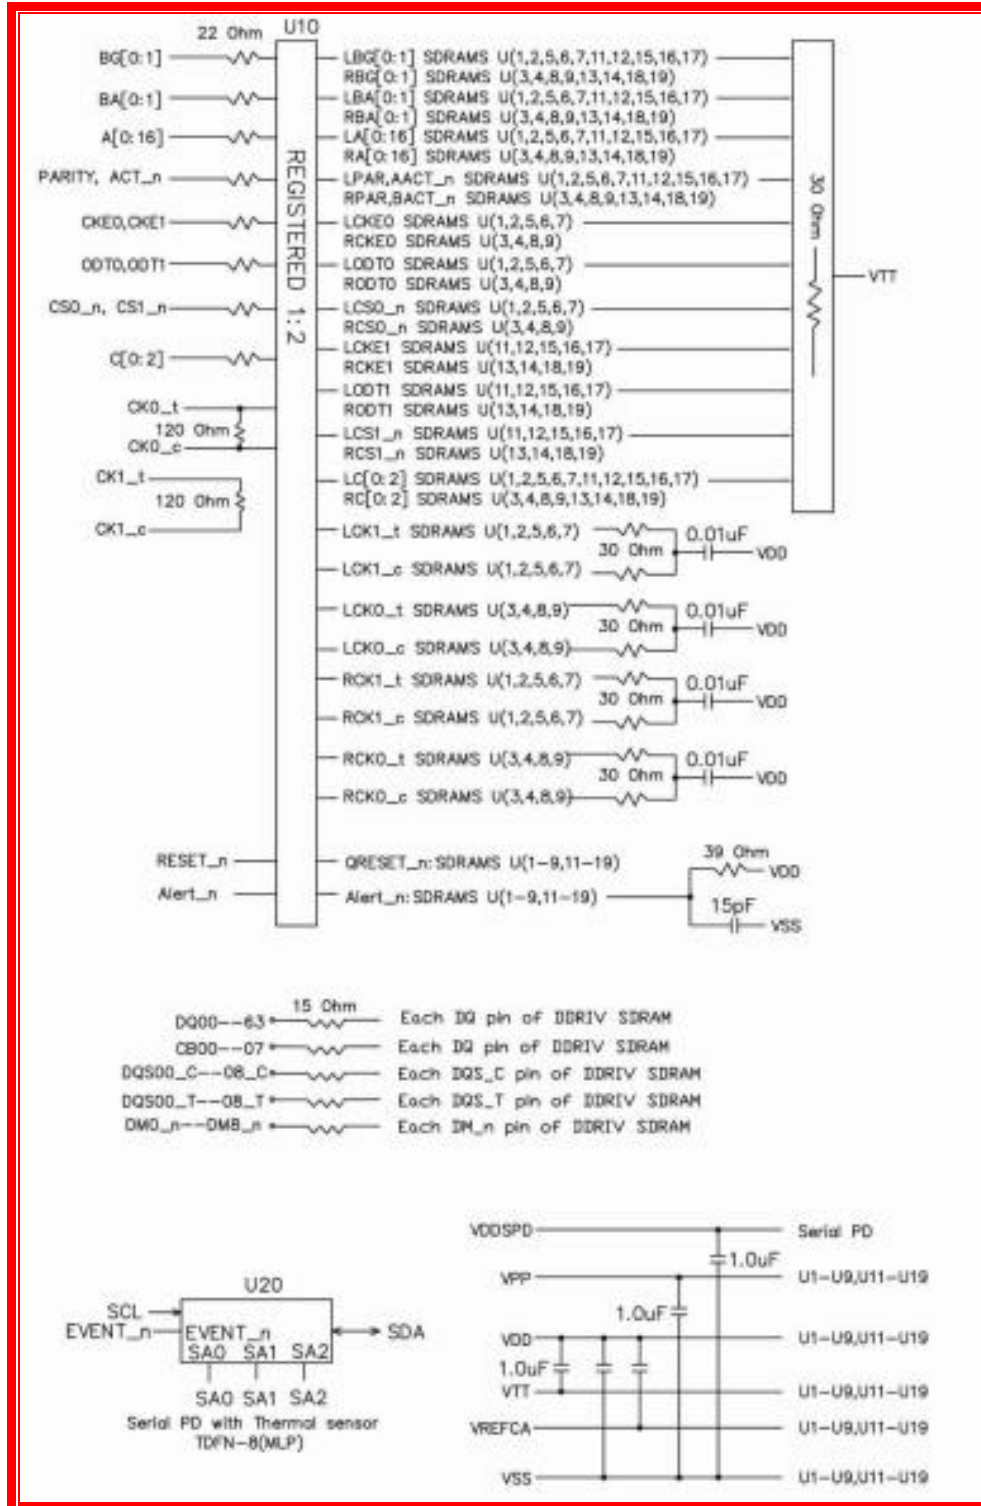 22 Ohm U10
BG[0:1] LBG[0:1] SDRAMS U(1,2,5,6,7,11,12,15,16,17)
RBG[0:1] SDRAMS U(3,4,8,9,13,14,18,19)
BA[0:1] LBA[0:1] SDRAMS U(1,2,5,6,7,11,12,15,16,17)
RBA[0:1] SDRAMS U(3,4,8,9,13,14,18,19)
A[0:16] LA[0:16] SDRAMS U(1,2,5,6,7,11,12,15,16,17)
RA[0:16] SDRAMS U(3,4,8,9,13,14,18,19)
PARITY, ACT_n LPAR,AACT_n SDRAMS U(1,2,5,6,7,11,12,15,16,17)
RPAR,BACT_n SDRAMS U(3,4,8,9,13,14,18,19)
CKE0,CKE1 LCKE0 SDRAMS U(1,2,5,6,7)
RCKE0 SDRAMS U(3,4,8,9)
ODT0,ODT1 LODT0 SDRAMS U(1,2,5,6,7)
RODT0 SDRAMS U(3,4,8,9)
CS0_n, CS1_n LCS0_n SDRAMS U(1,2,5,6,7)
RCS0_n SDRAMS U(3,4,8,9)
C[0:2] LCKE1 SDRAMS U(11,12,15,16,17)
RCKE1 SDRAMS U(13,14,18,19)
LODT1 SDRAMS U(11,12,15,16,17)
CK0_t RODT1 SDRAMS U(13,14,18,19)
120 Ohm LCS1_n SDRAMS U(11,12,15,16,17)
CK0_c RCS1_n SDRAMS U(13,14,18,19)
CK1_t LC[0:2] SDRAMS U(1,2,5,6,7,11,12,15,16,17)
120 Ohm RC[0:2] SDRAMS U(3,4,8,9,13,14,18,19)
CK1_c
REGISTERED 1:2
30 Ohm
VTT
LCK1_t SDRAMS U(1,2,5,6,7) 0.01uF
30 Ohm VDD
LCK1_c SDRAMS U(1,2,5,6,7)
LCK0_t SDRAMS U(3,4,8,9) 0.01uF
30 Ohm VDD
LCK0_c SDRAMS U(3,4,8,9)
RCK1_t SDRAMS U(1,2,5,6,7) 0.01uF
30 Ohm VDD
RCK1_c SDRAMS U(1,2,5,6,7)
RCK0_t SDRAMS U(3,4,8,9) 0.01uF
30 Ohm VDD
RCK0_c SDRAMS U(3,4,8,9)
RESET_n QRESET_n:SDRAMS U(1-9,11-19)
39 Ohm VDD
Alert_n Alert_n:SDRAMS U(1-9,11-19)
15pF VSS
15 Ohm
DQ00--63 Each DQ pin of DDRIV SDRAM
CB00--07 Each DQ pin of DDRIV SDRAM
DQS00_C--08_C Each DQS_C pin of DDRIV SDRAM
DQS00_T--08_T Each DQS_T pin of DDRIV SDRAM
DM0_n--DM8_n Each DM_n pin of DDRIV SDRAM
U20
SCL
EVENT_n EVENT_n SDA
SA0 SA1 SA2
SA0 SA1 SA2
Serial PD with Thermal sensor
TDFN-8(MLP)
VDDSPD Serial PD
1.0uF
VPP U1-U9,U11-U19
1.0uF
VDD U1-U9,U11-U19
1.0uF
VTT U1-U9,U11-U19
VREFCA U1-U9,U11-U19
VSS U1-U9,U11-U19